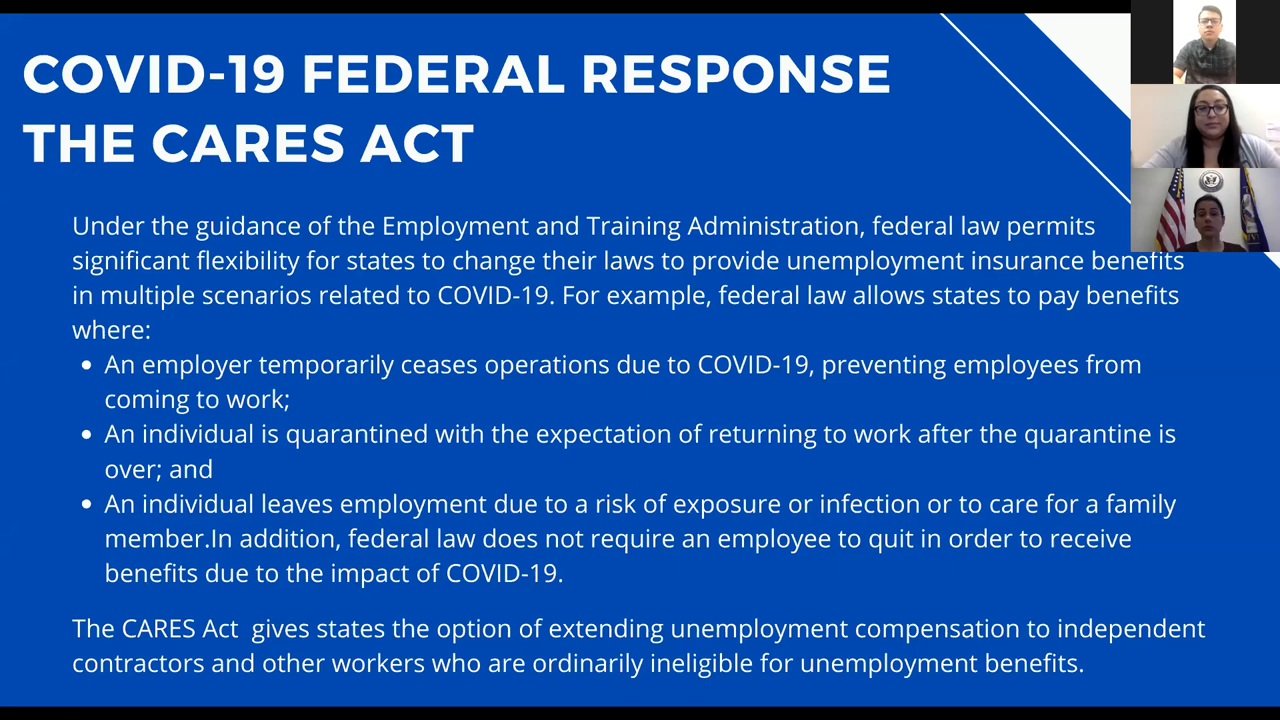 COVID-19 FEDERAL RESPONSE
THE CARES ACT
Under the guidance of the Employment and Training Administration, federal law permits
significant flexibility for states to change their laws to provide unemployment insurance benefits
in multiple scenarios related to COVID-19. For example, federal law allows states to pay benefits
where:
• An employer temporarily ceases operations due to COVID-19, preventing employees from
coming to work;
• An individual is quarantined with the expectation of returning to work after the quarantine is
over; and
• An individual leaves employment due to a risk of exposure or infection or to care for a family
member.In addition, federal law does not require an employee to quit in order to receive
benefits due to the impact of COVID-19.
The CARES Act  gives states the option of extending unemployment compensation to independent
contractors and other workers who are ordinarily ineligible for unemployment benefits.